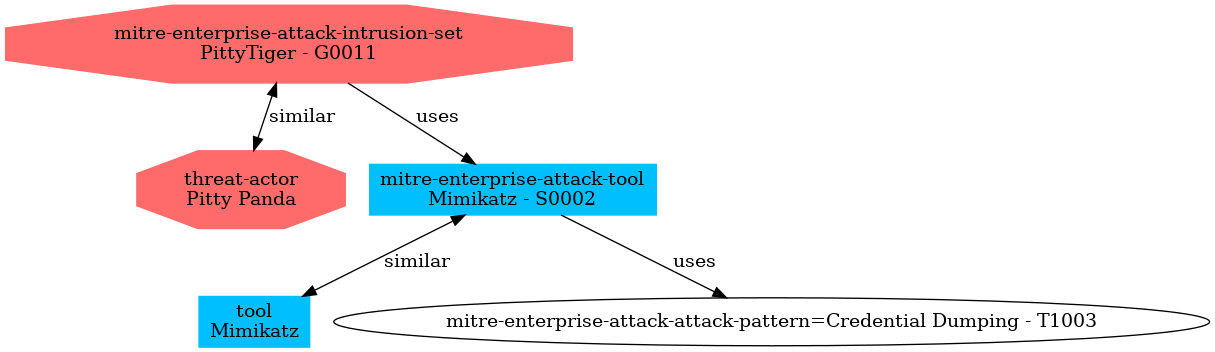 mitre-enterprise-attack-intrusion-set
PittyTiger - G0011
similar
uses
threat-actor
Pitty Panda
mitre-enterprise-attack-tool
Mimikatz - S0002
similar
uses
tool
Mimikatz
mitre-enterprise-attack-attack-pattern=Credential Dumping - T1003